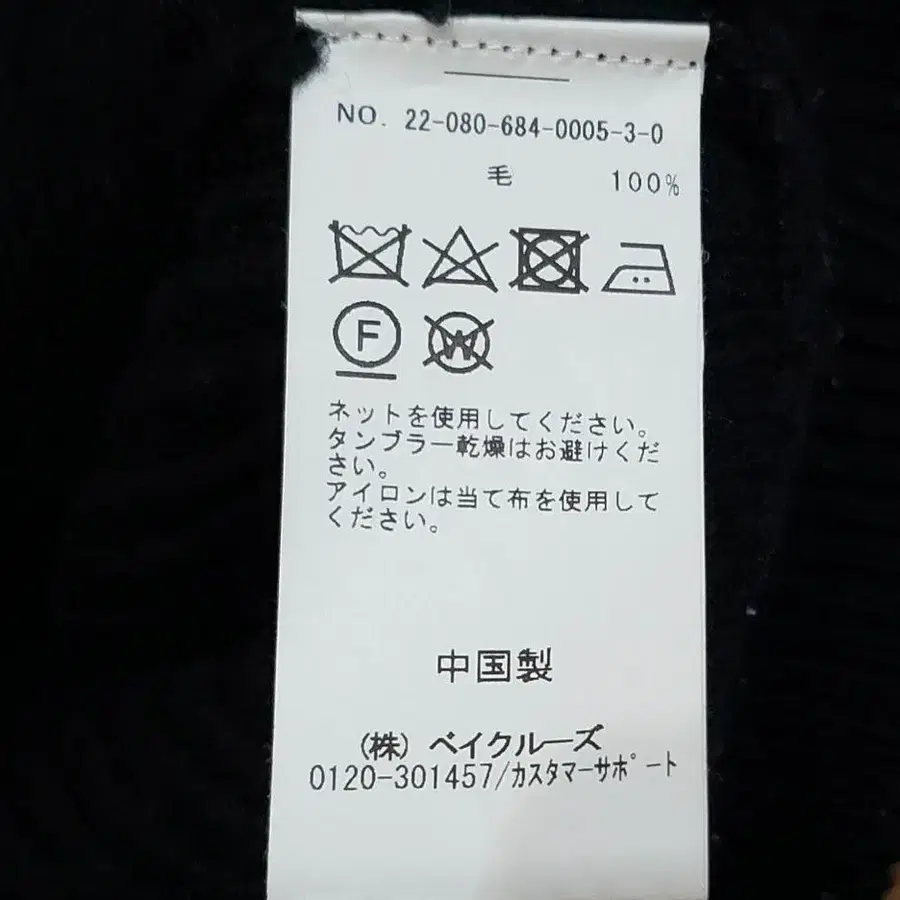 NO. 22-080-684-0005-3-0
毛 100%
F W
ネットを使用してください。
タンブラー乾燥はお避けくだ
さい。
アイロンは当て布を使用して
ください。
中国製
(株) ベイクルーズ
0120-301457/ｶｽﾀﾏｰｻﾎﾟｰﾄ